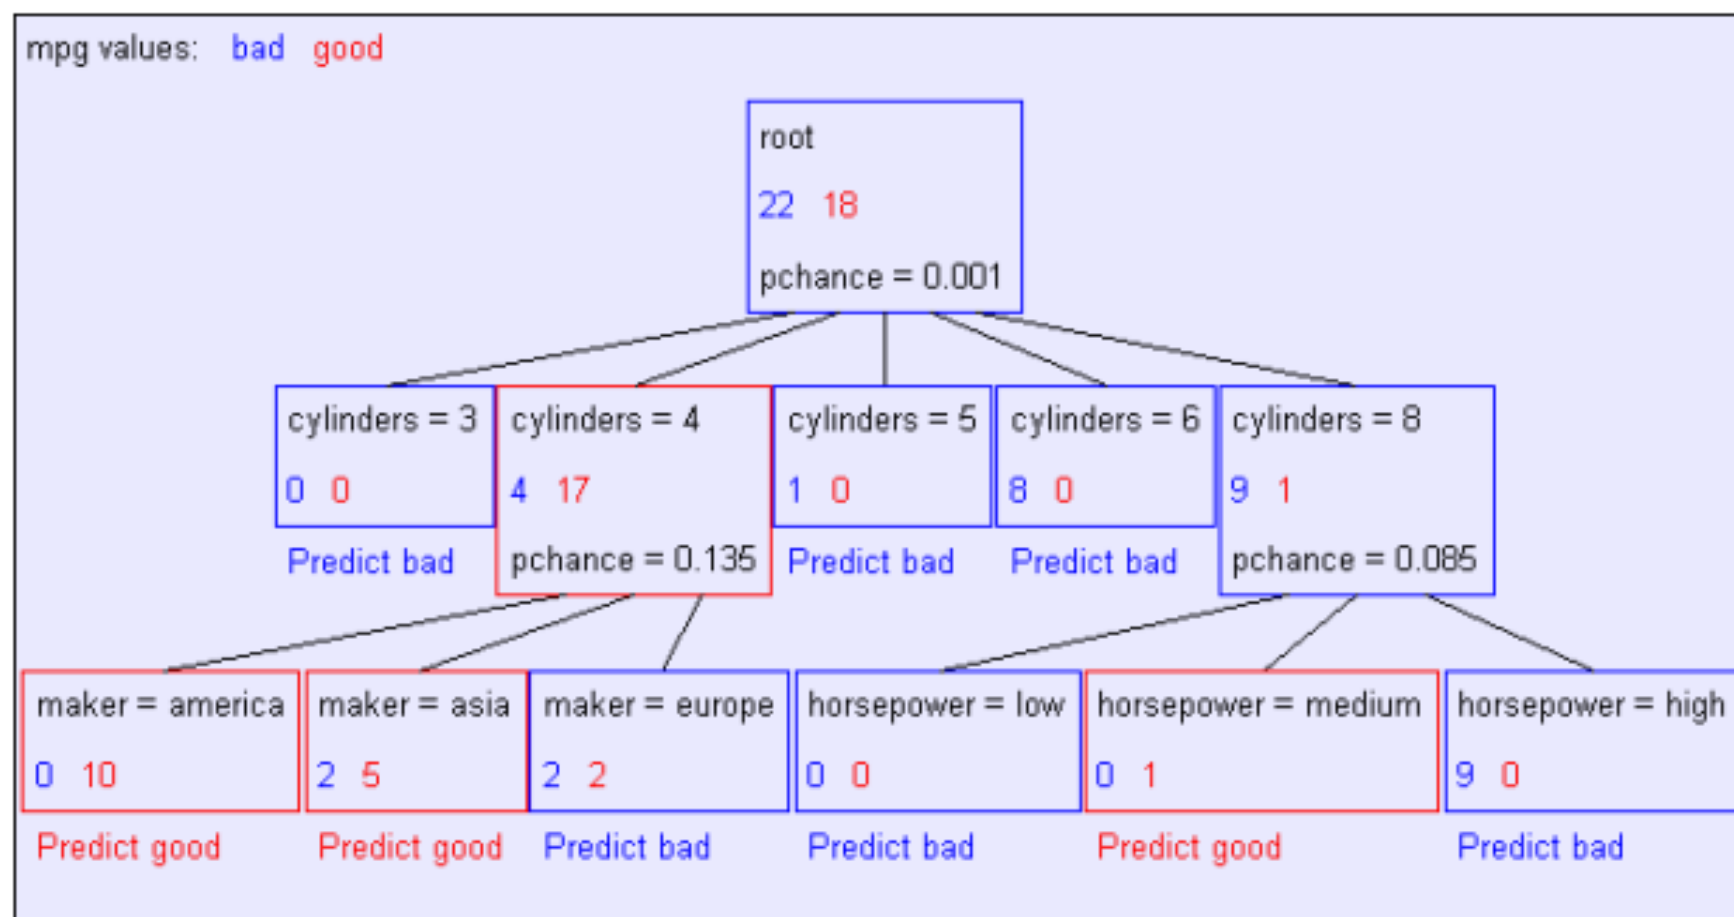 mpg values: bad good
root
22 18
pchance = 0.001
cylinders = 3
0 0
Predict bad
cylinders = 4
4 17
pchance = 0.135
cylinders = 5
1 0
Predict bad
cylinders = 6
8 0
Predict bad
cylinders = 8
9 1
pchance = 0.085
maker = america
0 10
Predict good
maker = asia
2 5
Predict good
maker = europe
2 2
Predict bad
horsepower = low
0 0
Predict bad
horsepower = medium
0 1
Predict good
horsepower = high
9 0
Predict bad